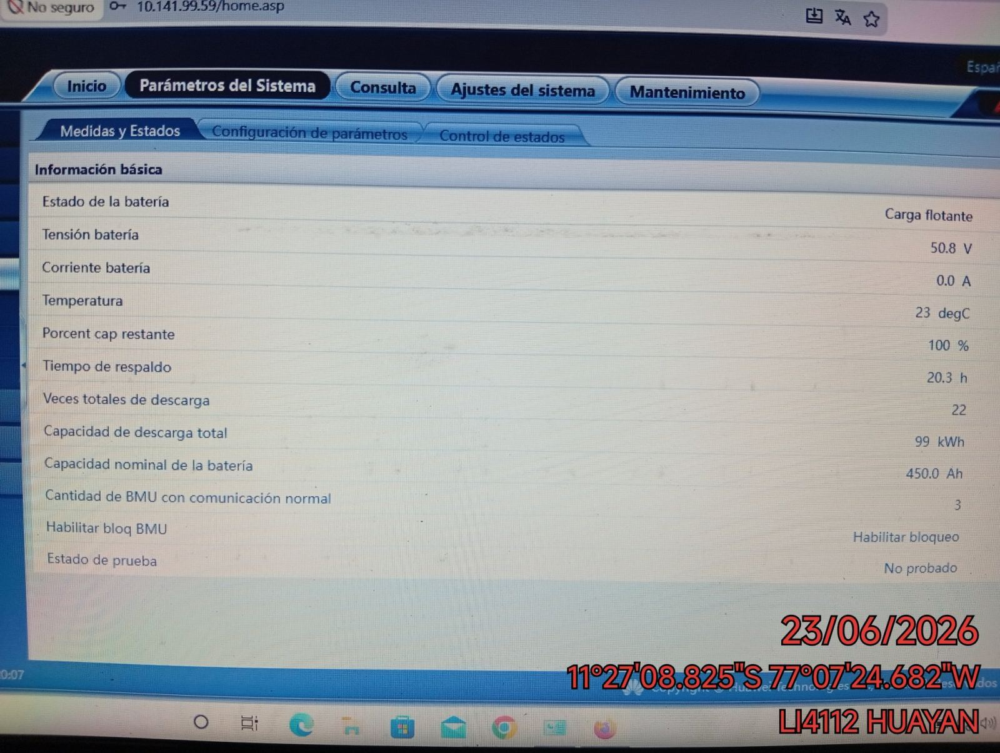 No seguro 10.141.99.59/home.asp
Inicio Parámetros del Sistema Consulta Ajustes del sistema Mantenimiento
Medidas y Estados Configuración de parámetros Control de estados
Información básica
Estado de la batería Carga flotante
Tensión batería 50.8 V
Corriente batería 0.0 A
Temperatura 23 degC
Porcent cap restante 100 %
Tiempo de respaldo 20.3 h
Veces totales de descarga 22
Capacidad de descarga total 99 kWh
Capacidad nominal de la batería 450.0 Ah
Cantidad de BMU con comunicación normal 3
Habilitar bloq BMU Habilitar bloqueo
Estado de prueba No probado
23/06/2026
11°27'08.825"S 77°07'24.682"W
Copyright © Huawei Technologies
LI4112 HUAYAN